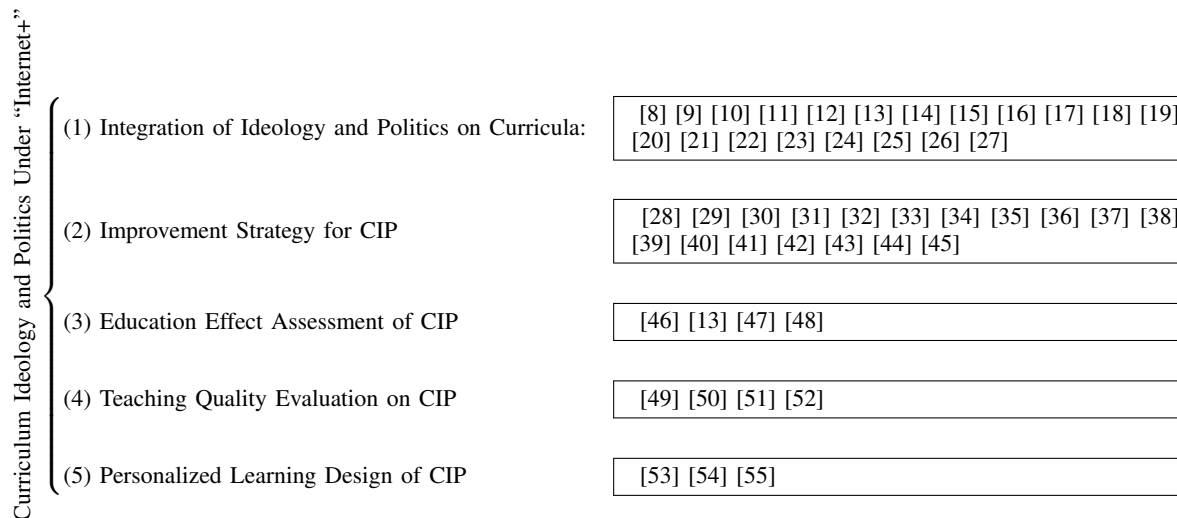 Curriculum Ideology and Politics Under “Internet+”
(1) Integration of Ideology and Politics on Curricula:
[8] [9] [10] [11] [12] [13] [14] [15] [16] [17] [18] [19]
[20] [21] [22] [23] [24] [25] [26] [27]
(2) Improvement Strategy for CIP
[28] [29] [30] [31] [32] [33] [34] [35] [36] [37] [38]
[39] [40] [41] [42] [43] [44] [45]
(3) Education Effect Assessment of CIP
[46] [13] [47] [48]
(4) Teaching Quality Evaluation on CIP
[49] [50] [51] [52]
(5) Personalized Learning Design of CIP
[53] [54] [55]